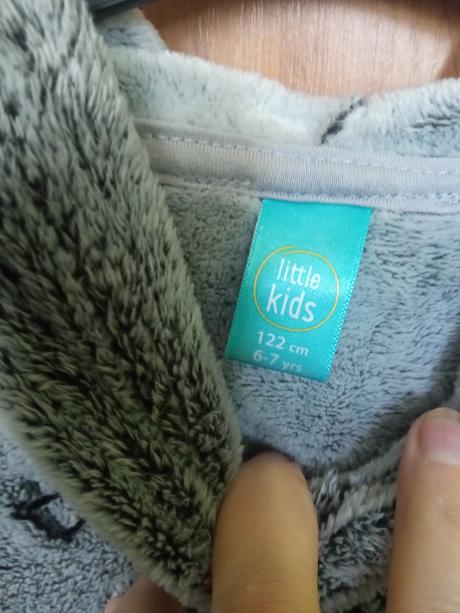 little
kids
122 cm
6-7 yrs